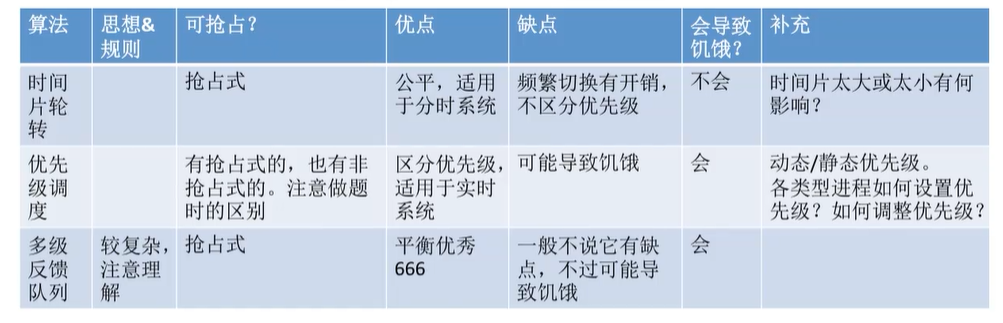 算法
思想&
规则
可抢占?
优点
缺点
会导致
饥饿?
补充
时间
片轮
转
抢占式
公平，适用
于分时系统
频繁切换有开销，
不区分优先级
不会
时间片太大或太小有何
影响?
优先
级调
度
有抢占式的，也有非
抢占式的。注意做题
时的区别
区分优先级，
适用于实时
系统
可能导致饥饿
会
动态/静态优先级。
各类型进程如何设置优
先级？如何调整优先级？
多级
反馈
队列
较复杂，
注意理
解
抢占式
平衡优秀
666
一般不说它有缺
点，不过可能导
致饥饿
会